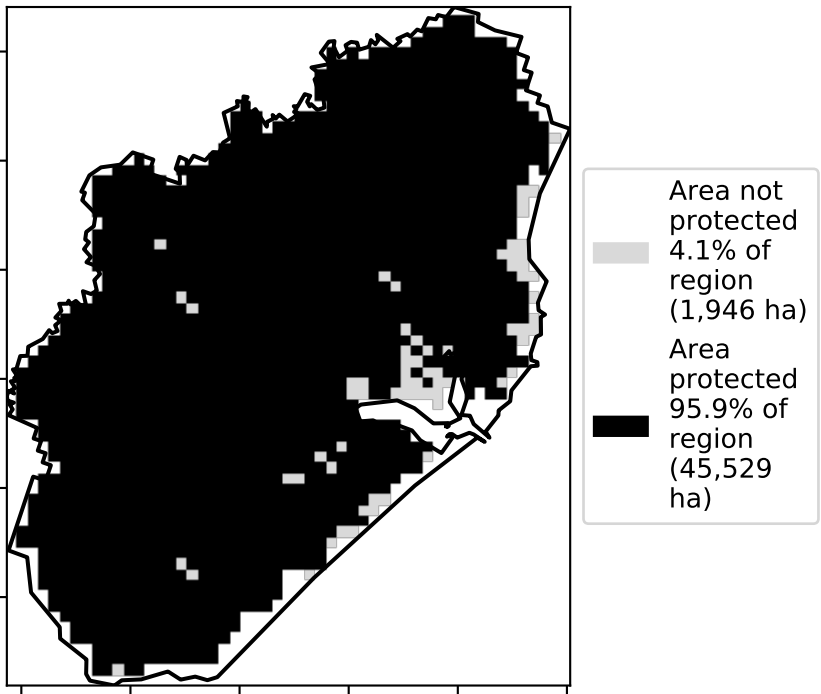 Area not
protected
4.1% of
region
(1,946 ha)
Area
protected
95.9% of
region
(45,529
ha)